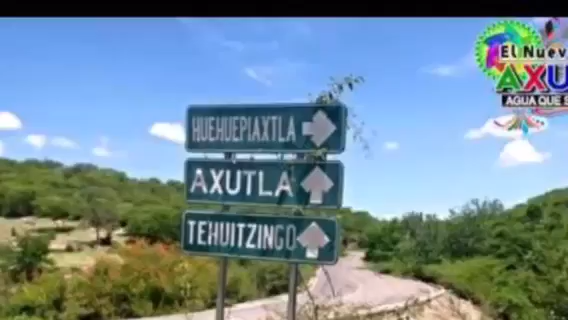 El Nuev
AXU
AGUA QUE S
HUEHUEPIAXTLA
AXUTLA
TEHUITZINGO